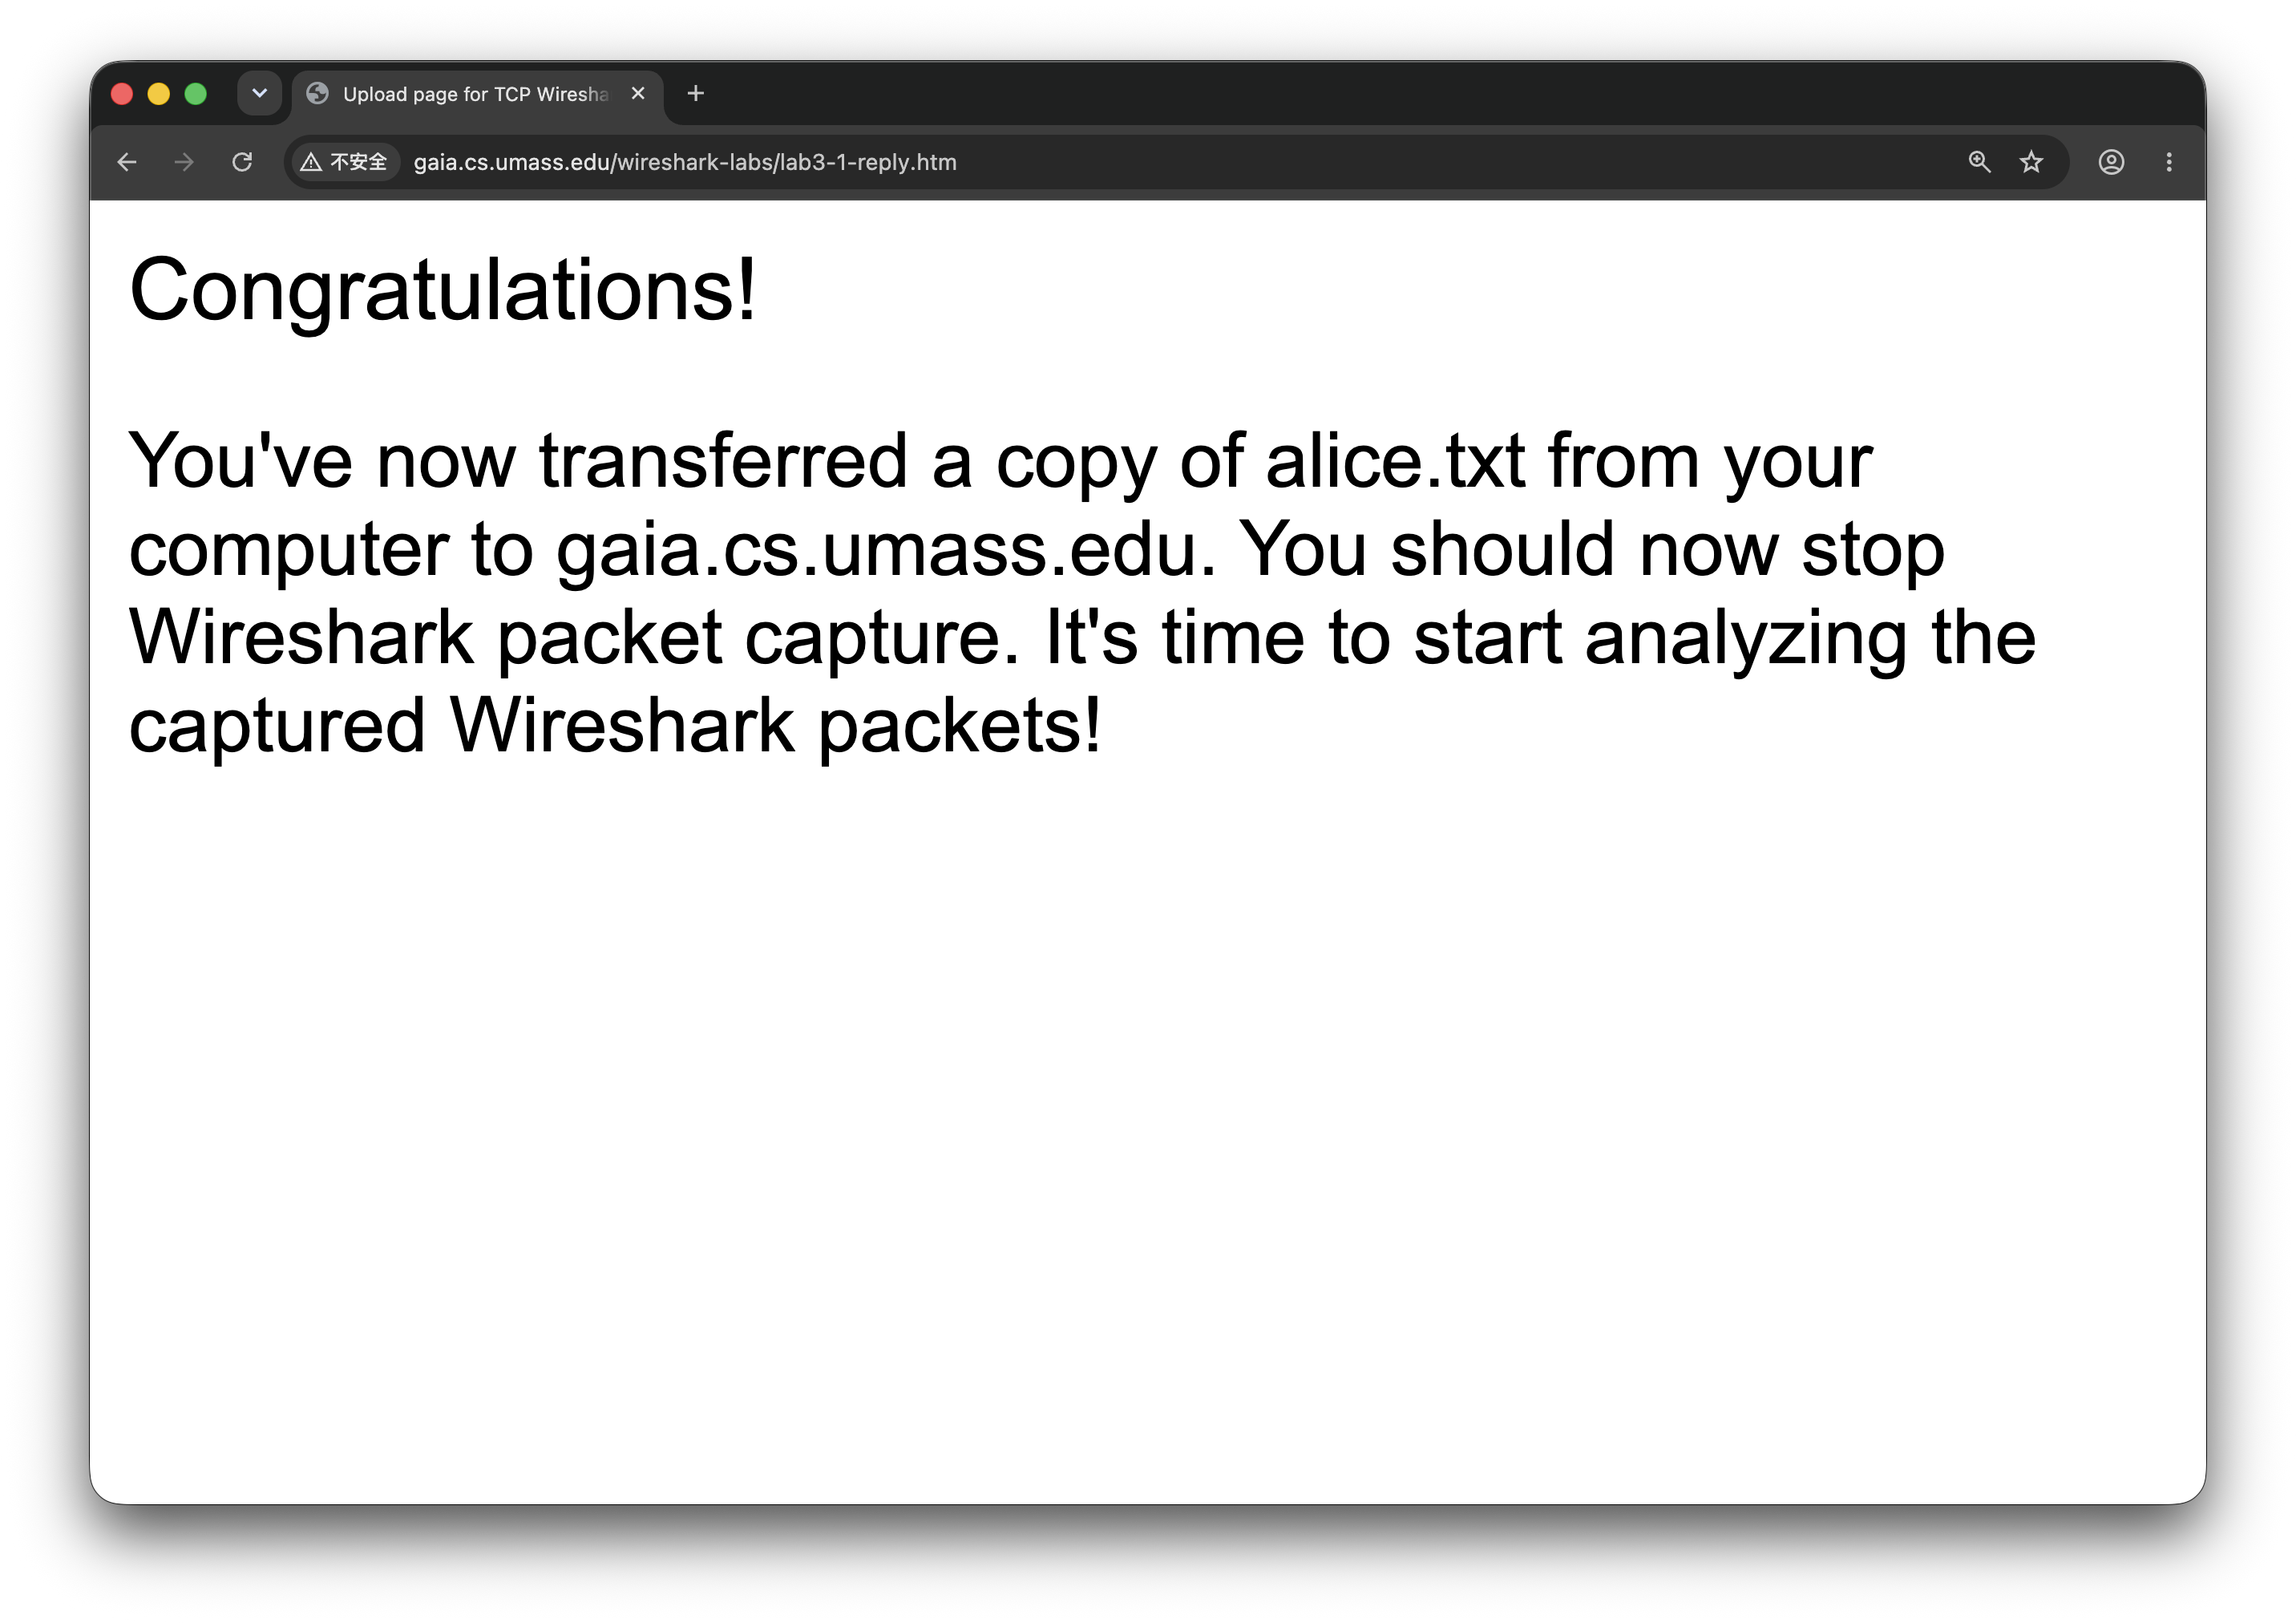 Upload page for TCP Wiresha
不安全 gaia.cs.umass.edu/wireshark-labs/lab3-1-reply.htm
Congratulations!
You've now transferred a copy of alice.txt from your
computer to gaia.cs.umass.edu. You should now stop
Wireshark packet capture. It's time to start analyzing the
captured Wireshark packets!